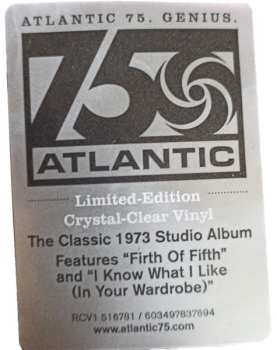 ATLANTIC 75. GENIUS.
75
ATLANTIC
Limited-Edition
Crystal-Clear Vinyl
The Classic 1973 Studio Album
Features “Firth Of Fifth”
and “I Know What I Like
(In Your Wardrobe)”
RCV1 516781 / 603497837694
www.atlantic75.com